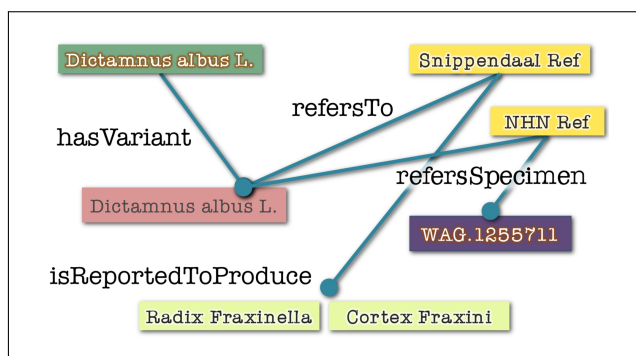 Dictamnus albus L.
Snippendaal Ref
refersTo
NHN Ref
hasVariant
refersSpecimen
Dictamnus albus L.
WAG.1255711
isReportedToProduce
Radix Fraxinella
Cortex Fraxini